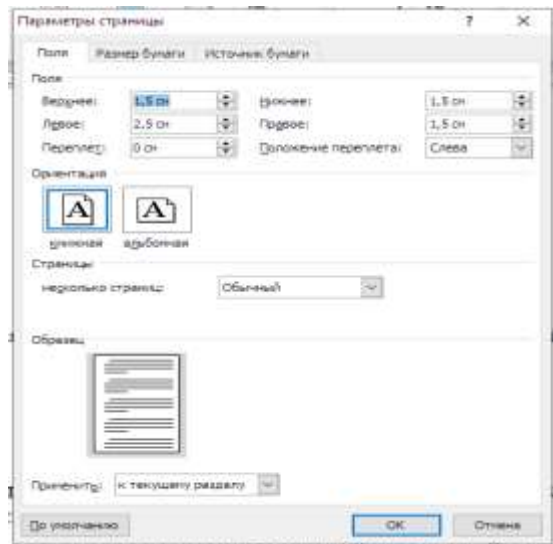 Параметры страницы ? ×
Поля Размер бумаги Источник бумаги
Поля
Верхнее: 1,5 см Нижнее: 1,5 см
Левое: 2,5 см Правое: 1,5 см
Переплет: 0 см Положение переплета: Слева
Ориентация
A A
книжная альбомная
Страницы
несколько страниц: Обычный
Образец
Применить: к текущему разделу
По умолчанию ОК Отмена